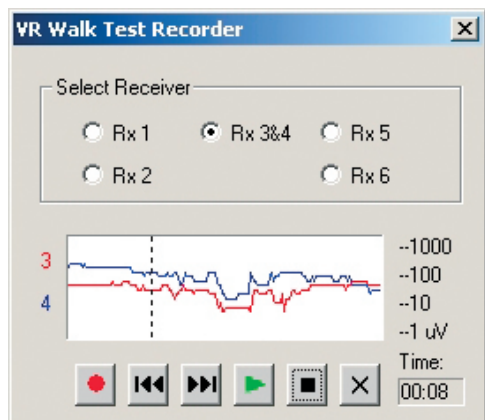 VR Walk Test Recorder
Select Receiver
Rx 1 Rx 3&4 Rx 5
Rx 2 Rx 6
3
4
--1000
--100
--10
--1 uV
Time:
00:08